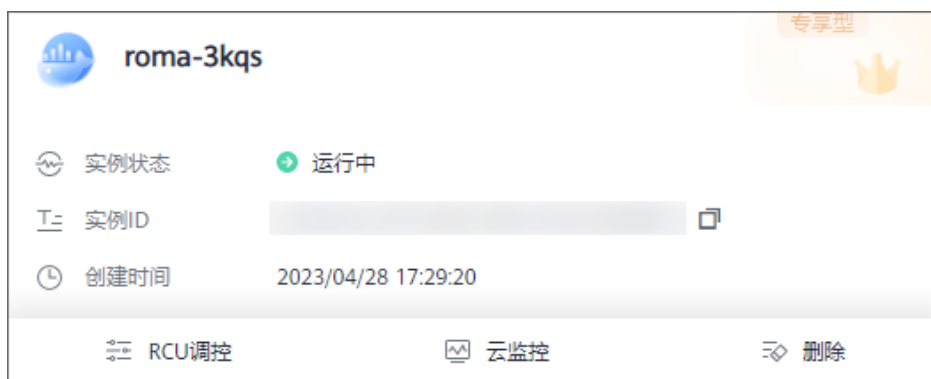 专享型
roma-3kqs
实例状态 运行中
实例ID
创建时间 2023/04/28 17:29:20
RCU调控 云监控 删除